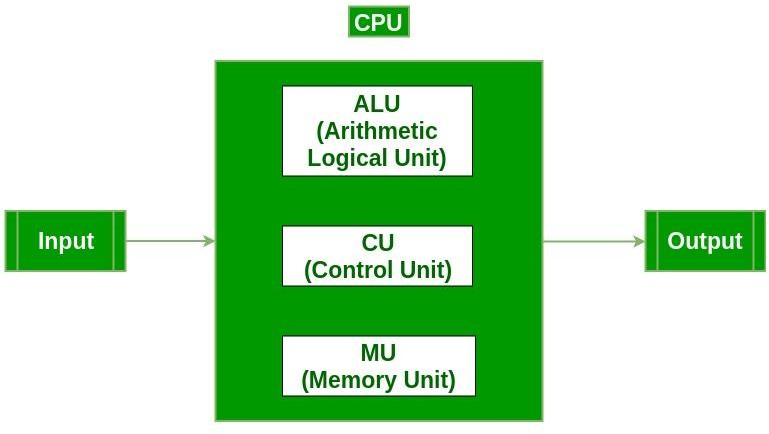 CPU
ALU
(Arithmetic
Logical Unit)
Input
CU
(Control Unit)
Output
MU
(Memory Unit)